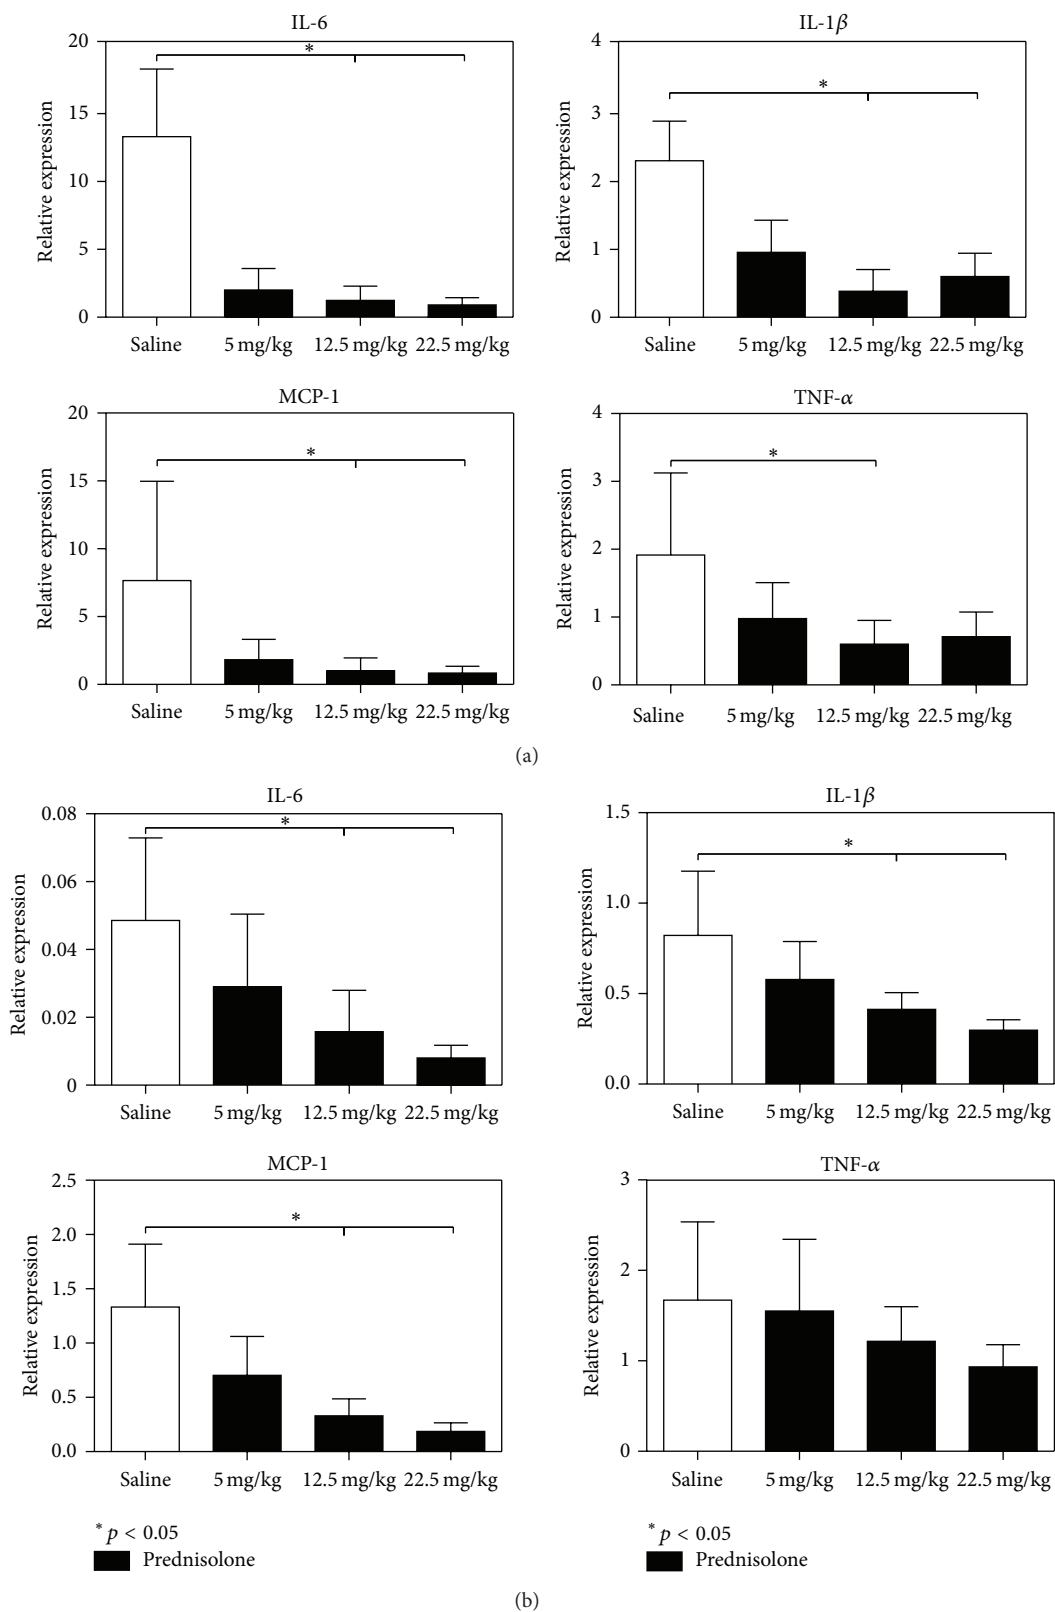 IL-6
Relative expression
20
15
10
5
0
*
Saline 5 mg/kg 12.5 mg/kg 22.5 mg/kg
IL-1β
Relative expression
4
3
2
1
0
*
Saline 5 mg/kg 12.5 mg/kg 22.5 mg/kg
MCP-1
Relative expression
20
15
10
5
0
*
Saline 5 mg/kg 12.5 mg/kg 22.5 mg/kg
TNF-α
Relative expression
4
3
2
1
0
*
Saline 5 mg/kg 12.5 mg/kg 22.5 mg/kg
(a)
IL-6
Relative expression
0.08
0.06
0.04
0.02
0
*
Saline 5 mg/kg 12.5 mg/kg 22.5 mg/kg
IL-1β
Relative expression
1.5
1.0
0.5
0.0
*
Saline 5 mg/kg 12.5 mg/kg 22.5 mg/kg
MCP-1
Relative expression
2.5
2.0
1.5
1.0
0.5
0.0
*
Saline 5 mg/kg 12.5 mg/kg 22.5 mg/kg
* p < 0.05
Prednisolone
TNF-α
Relative expression
3
2
1
0
Saline 5 mg/kg 12.5 mg/kg 22.5 mg/kg
* p < 0.05
Prednisolone
(b)